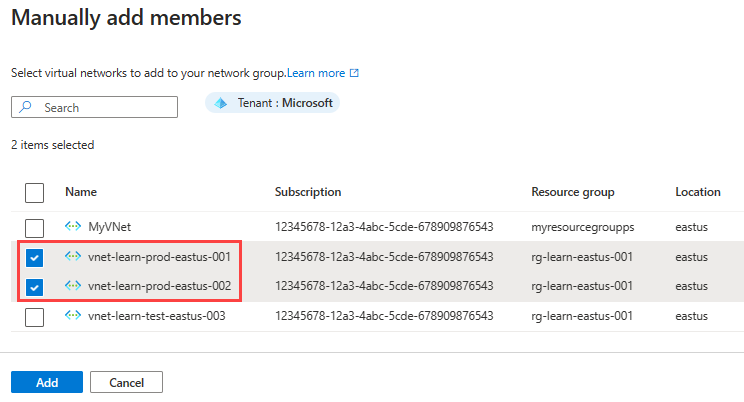 Manually add members
Select virtual networks to add to your network group.Learn more
Search
Tenant : Microsoft
2 items selected
Name Subscription Resource group Location
MyVNet 12345678-12a3-4abc-5cde-678909876543 myresourcegroupps eastus
vnet-learn-prod-eastus-001 12345678-12a3-4abc-5cde-678909876543 rg-learn-eastus-001 eastus
vnet-learn-prod-eastus-002 12345678-12a3-4abc-5cde-678909876543 rg-learn-eastus-001 eastus
vnet-learn-test-eastus-003 12345678-12a3-4abc-5cde-678909876543 rg-learn-eastus-001 eastus
Add Cancel